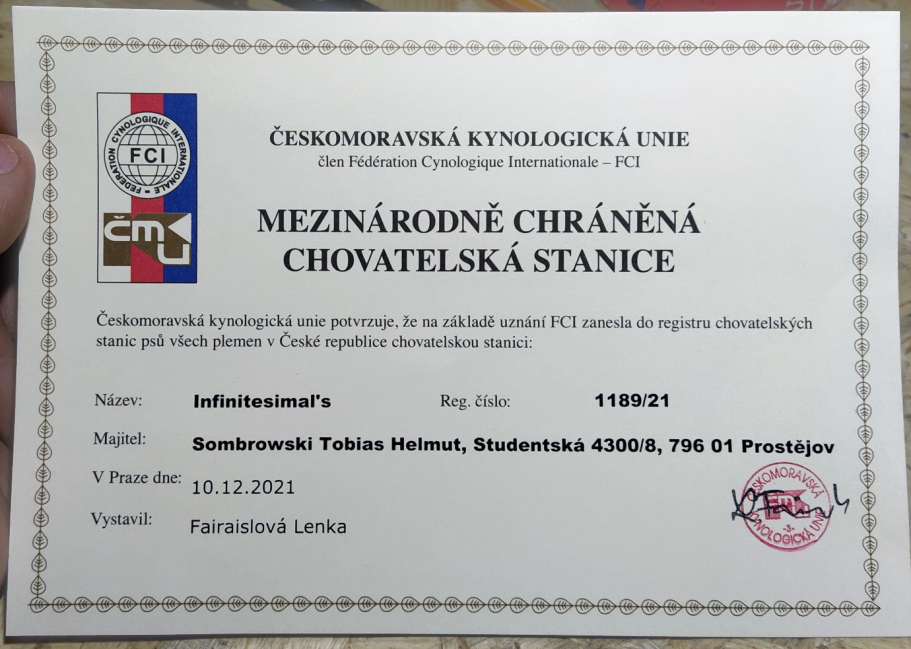 FEDERATION CYNOLOGIQUE INTERNATIONALE
FCI
ČMKU
ČESKOMORAVSKÁ KYNOLOGICKÁ UNIE
člen Fédération Cynologique Internationale – FCI
MEZINÁRODNĚ CHRÁNĚNÁ
CHOVATELSKÁ STANICE
Českomoravská kynologická unie potvrzuje, že na základě uznání FCI zanesla do registru chovatelských
stanic psů všech plemen v České republice chovatelskou stanici:
Název: Infinitesimal's Reg. číslo: 1189/21
Majitel: Sombrowski Tobias Helmut, Studentská 4300/8, 796 01 Prostějov
V Praze dne: 10.12.2021
Vystavil: Fairaislová Lenka
ČESKOMORAVSKÁ
-3-
KYNOLOGICKÁ UNIE